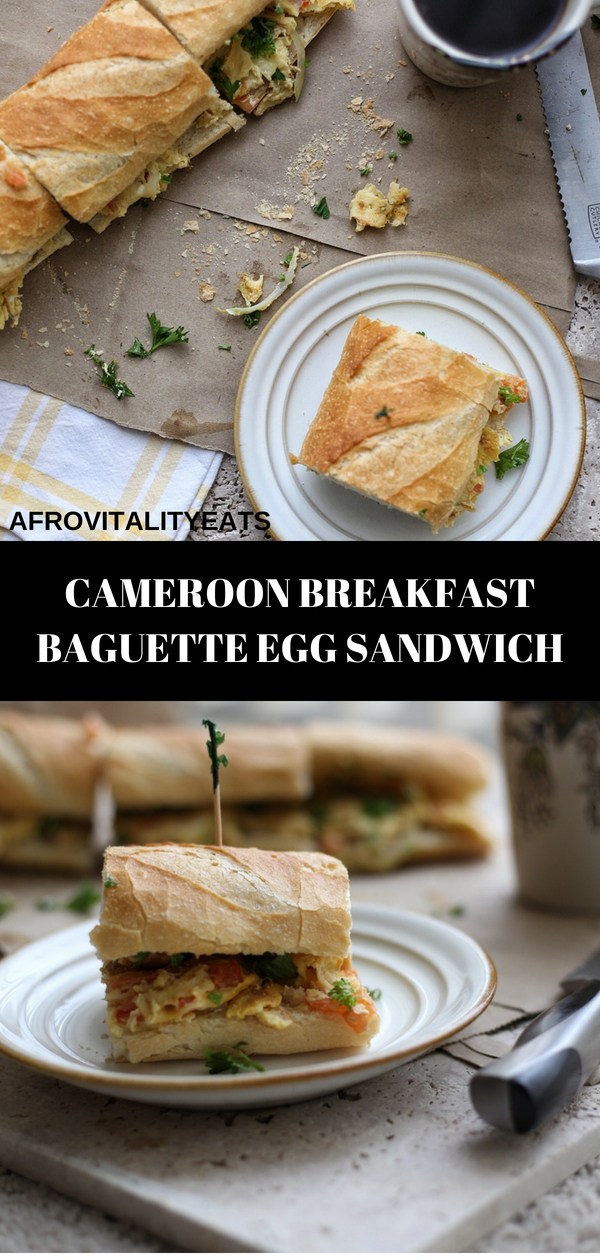 AFROVITALITYEATS
CAMEROON BREAKFAST
BAGUETTE EGG SANDWICH